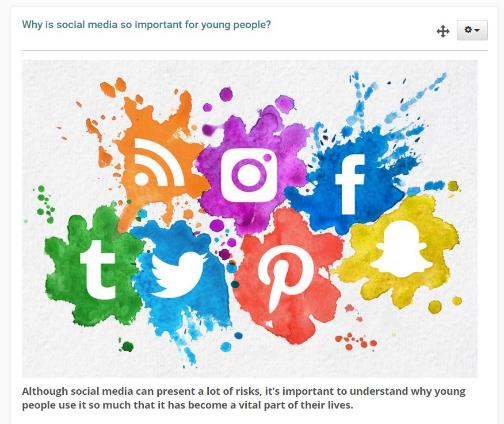 Why is social media so important for young people?
Although social media can present a lot of risks, it's important to understand why young
people use it so much that it has become a vital part of their lives.